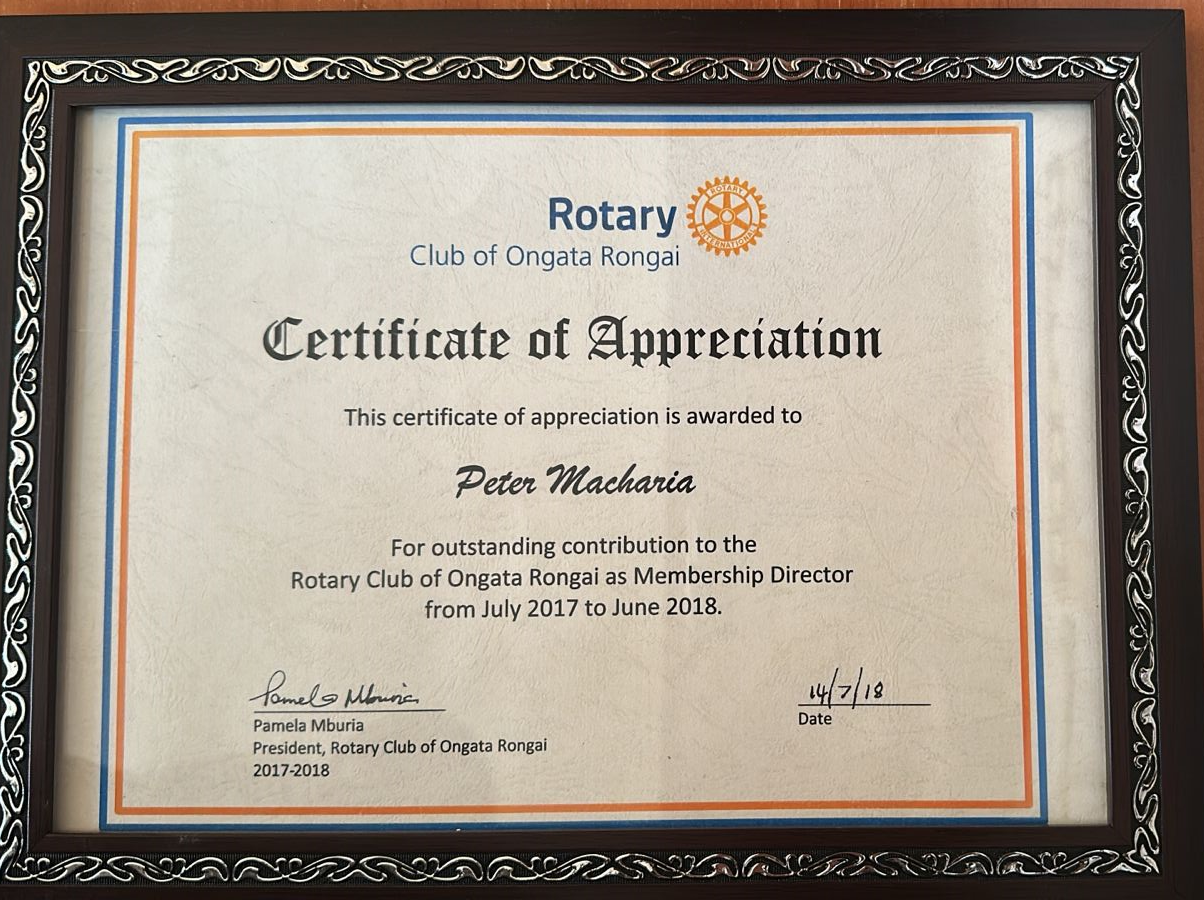 Rotary
ROTARY
INTERNATIONAL
Club of Ongata Rongai
Certificate of Appreciation
This certificate of appreciation is awarded to
Peter Macharia
For outstanding contribution to the
Rotary Club of Ongata Rongai as Membership Director
from July 2017 to June 2018.
Pamela Mburia
14/7/18
Pamela Mburia
Date
President, Rotary Club of Ongata Rongai
2017-2018